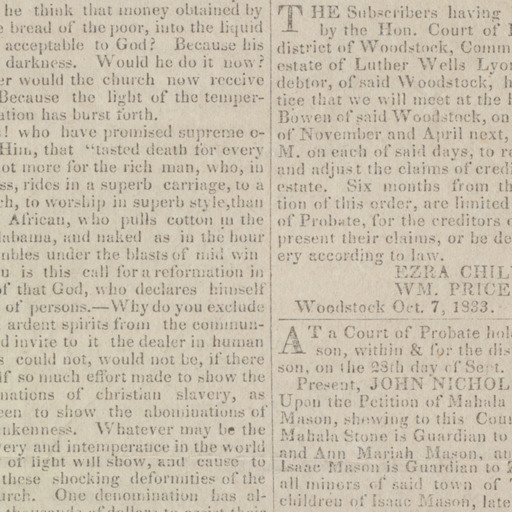 he think that money obtained by
bread of the poor, into the liquid
acceptable to God? Because his
darkness. Would he do it now?
er would the church now receive
Because the light of the temper-
ation has burst forth.
! who have promised supreme o-
Him, that "tasted death for every
ot more for the rich man, who, in
ss, rides in a superb carriage, to a
ch, to worship in superb style,than
African, who pulls cotton in the
labama, and naked as in the hour
mbles under the blasts of mid win
u is this call for a reformation in
of that God, who declares himself
of persons.—Why do you exclude
ardent spirits from the commun-
d invite to it the dealer in human
s could not, would not be, if there
if so much effort made to show the
nations of christian slavery, as
een to show the abominations of
nkenness. Whatever may be the
ery and intemperance in the world
of light will show, and cause to
these shocking deformities of the
urch. One denomination has al-
thousands of dollars to assist their
THE Subscribers having
by the Hon. Court of
district of Woodstock, Comm
estate of Luther Wells Lyo
debtor, of said Woodstock, h
tice that we will meet at the h
Bowen of said Woodstock, on
of November and April next,
M. on each of said days, to re
and adjust the claims of credi
estate. Six months from th
tion of this order, are limited
of Probate, for the creditors o
present their claims, or be de
ery according to law.
EZRA CHIL
WM. PRICE
Woodstock Oct. 7, 1833.
AT a Court of Probate hol
son, within & for the dis
son, on the 28th day of Sept.
Present, JOHN NICHOL
Upon the Petition of Mahala
Mason, showing to this Cour
Mahala Stone is Guardian to
and Ann Mariah Mason, an
Isaac Mason is Guardian to
all minors of said town of
children of Isaac Mason, late